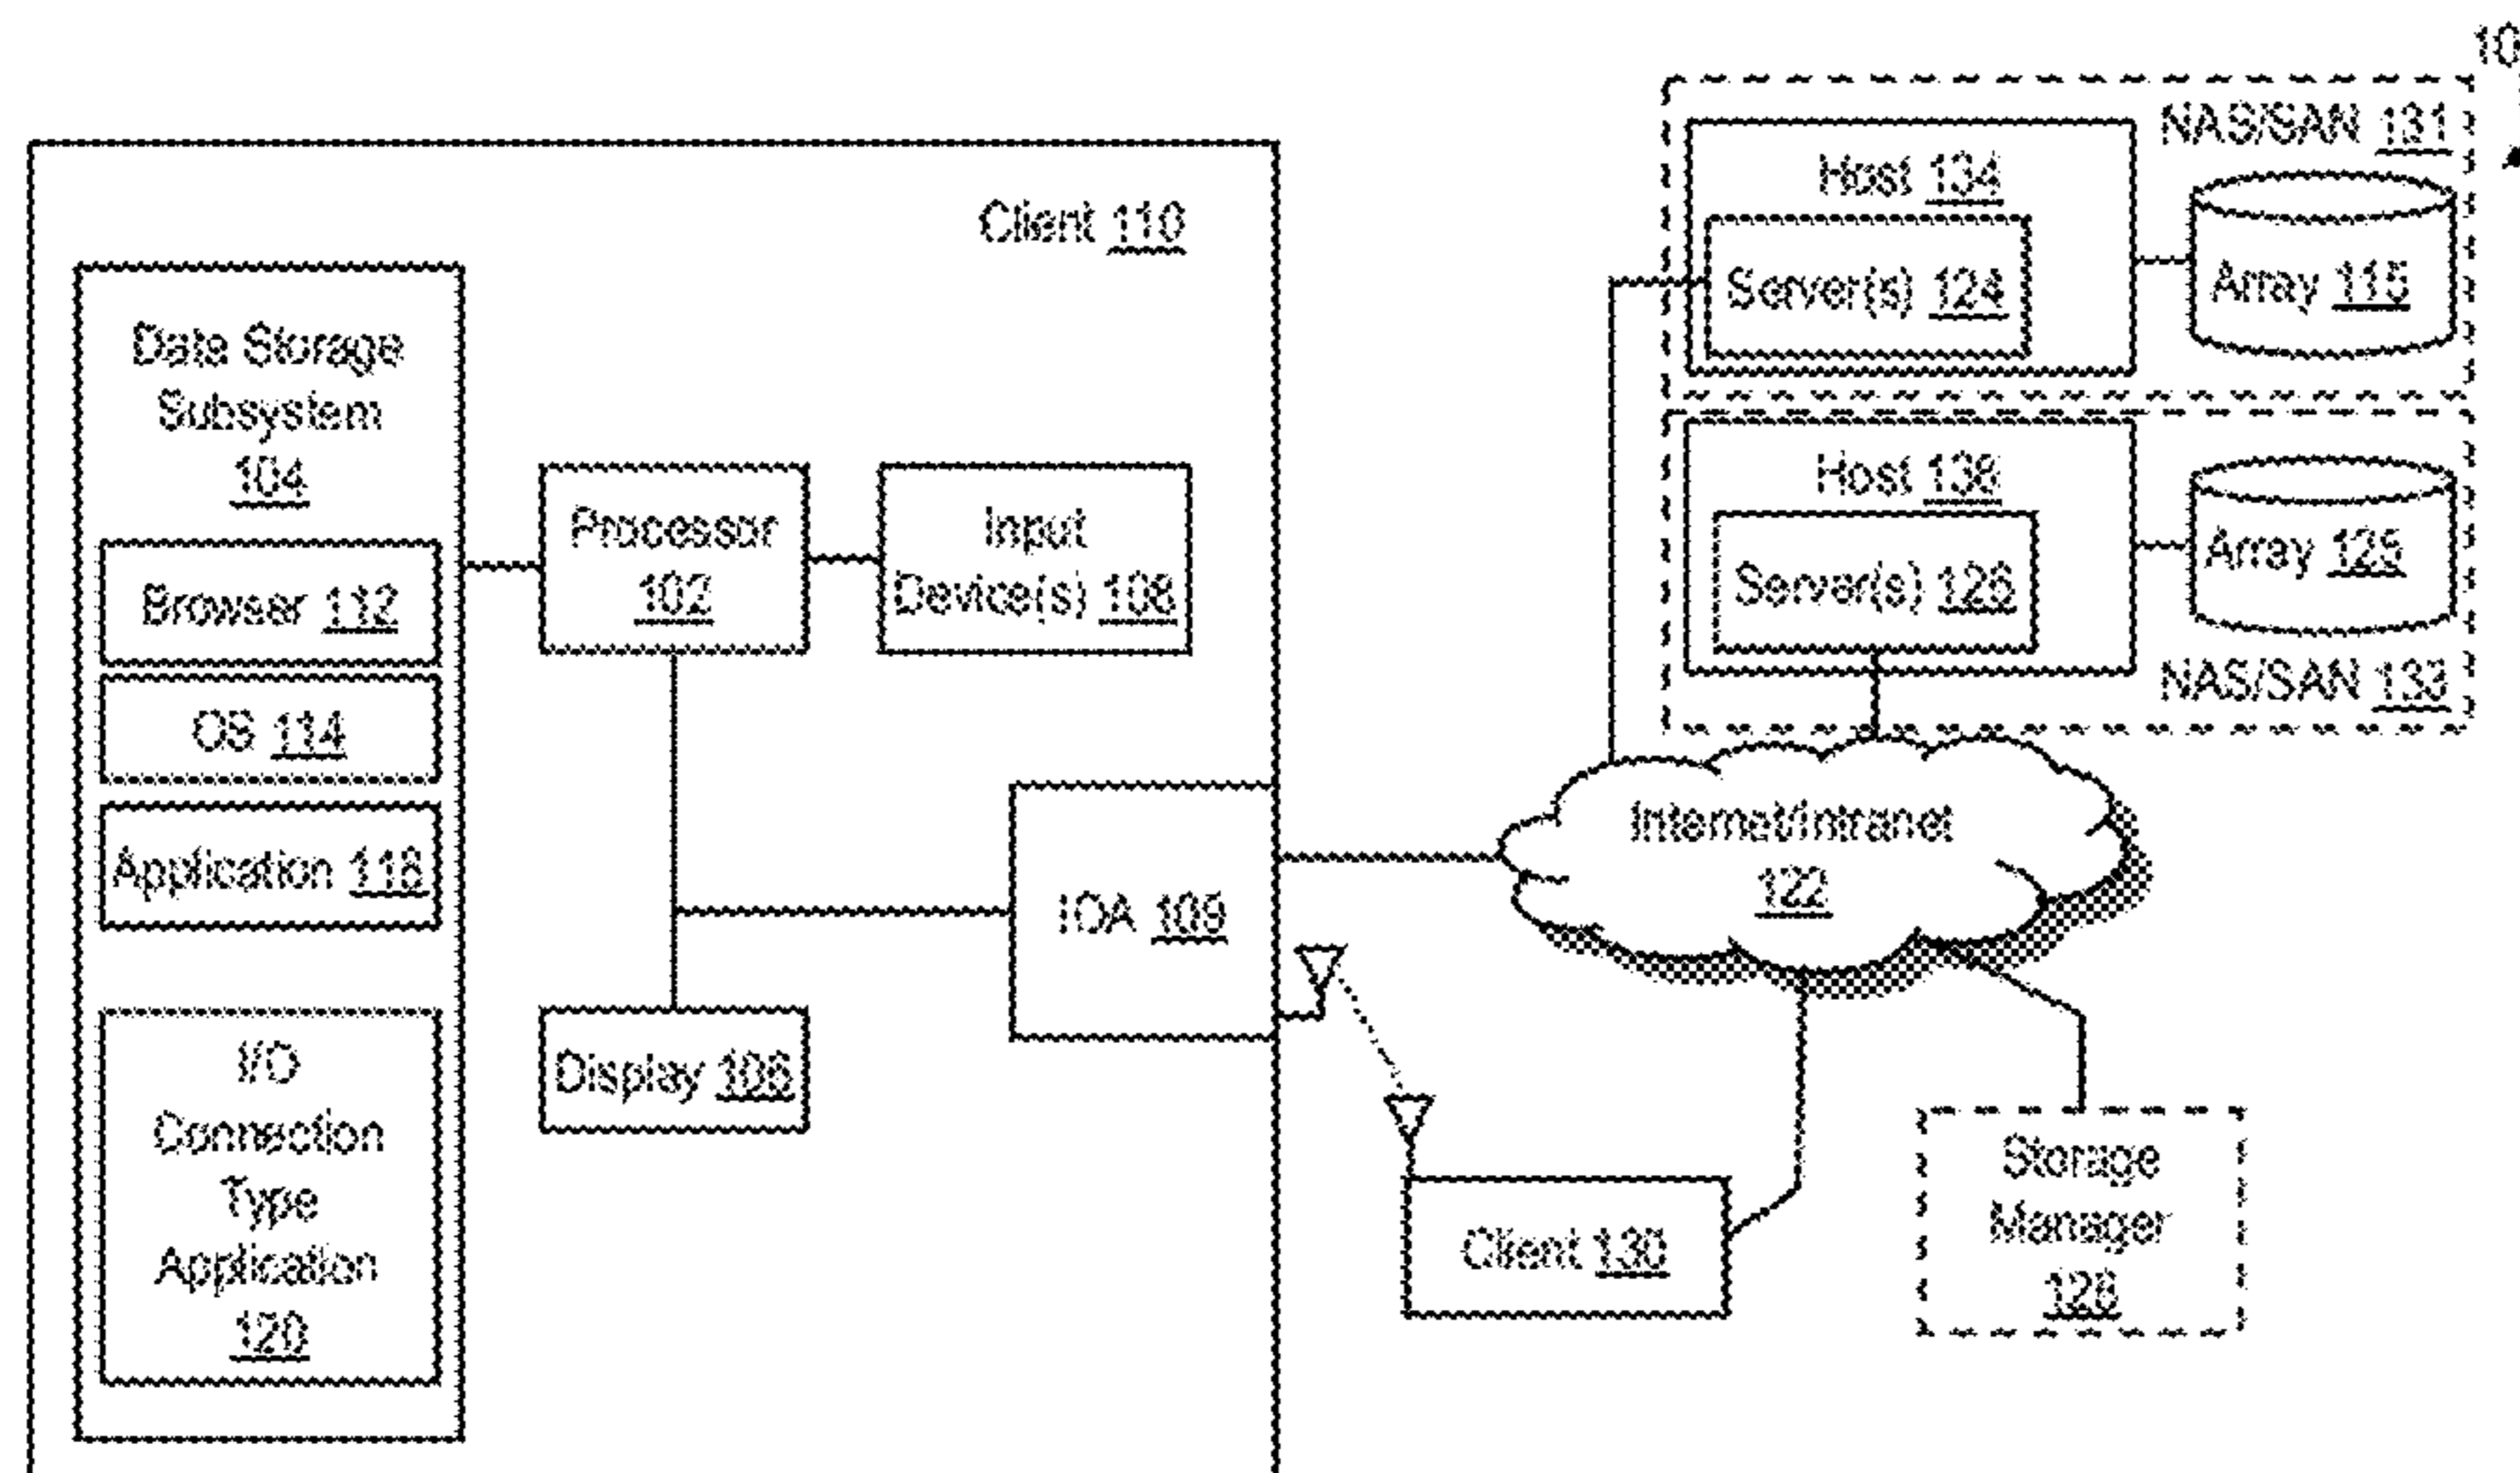 10
NAS/SAN 131
Host 134
Server(s) 124
Array 115
Client 110
Data Storage
Subsystem
104
Browser 112
OS 114
Application 118
I/O
Connection
Type
Application
120
Processor
102
Input
Device(s) 108
IOA 109
Display 106
Host 138
Server(s) 126
Array 125
NAS/SAN 133
Internet/Intranet
122
Client 130
Storage
Manager
128